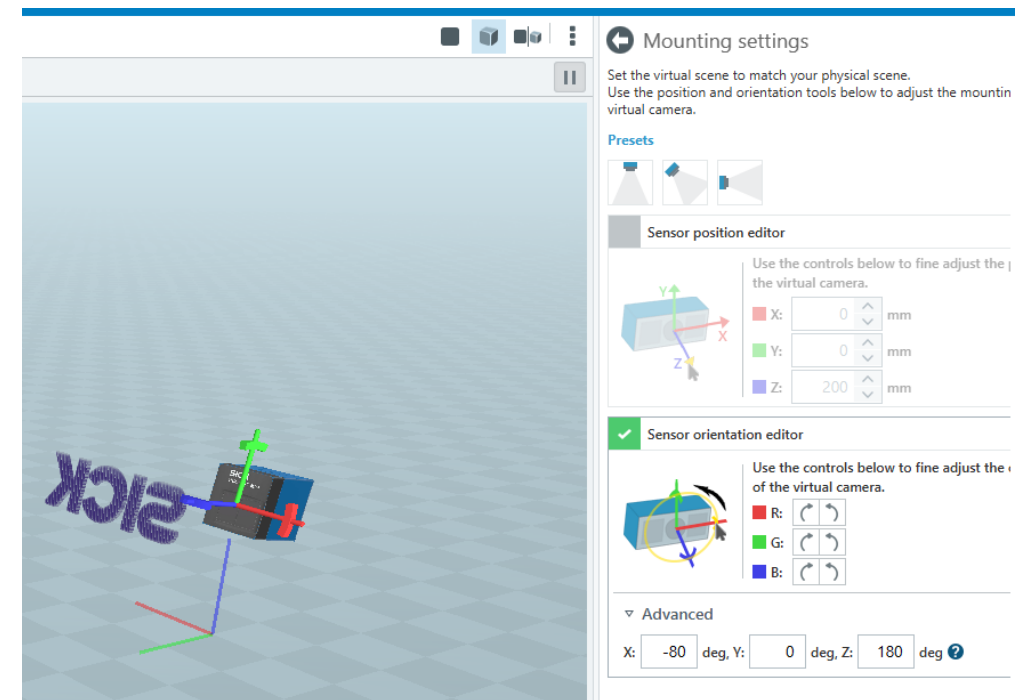 Mounting settings
Set the virtual scene to match your physical scene.
Use the position and orientation tools below to adjust the mountin
virtual camera.
Presets
Sensor position editor
Use the controls below to fine adjust the p
the virtual camera.
Y
X
Z
X: 0 mm
Y: 0 mm
Z: 200 mm
Sensor orientation editor
Use the controls below to fine adjust the
of the virtual camera.
R:
G:
B:
Advanced
X: -80 deg, Y: 0 deg, Z: 180 deg ?
SICK
SICK